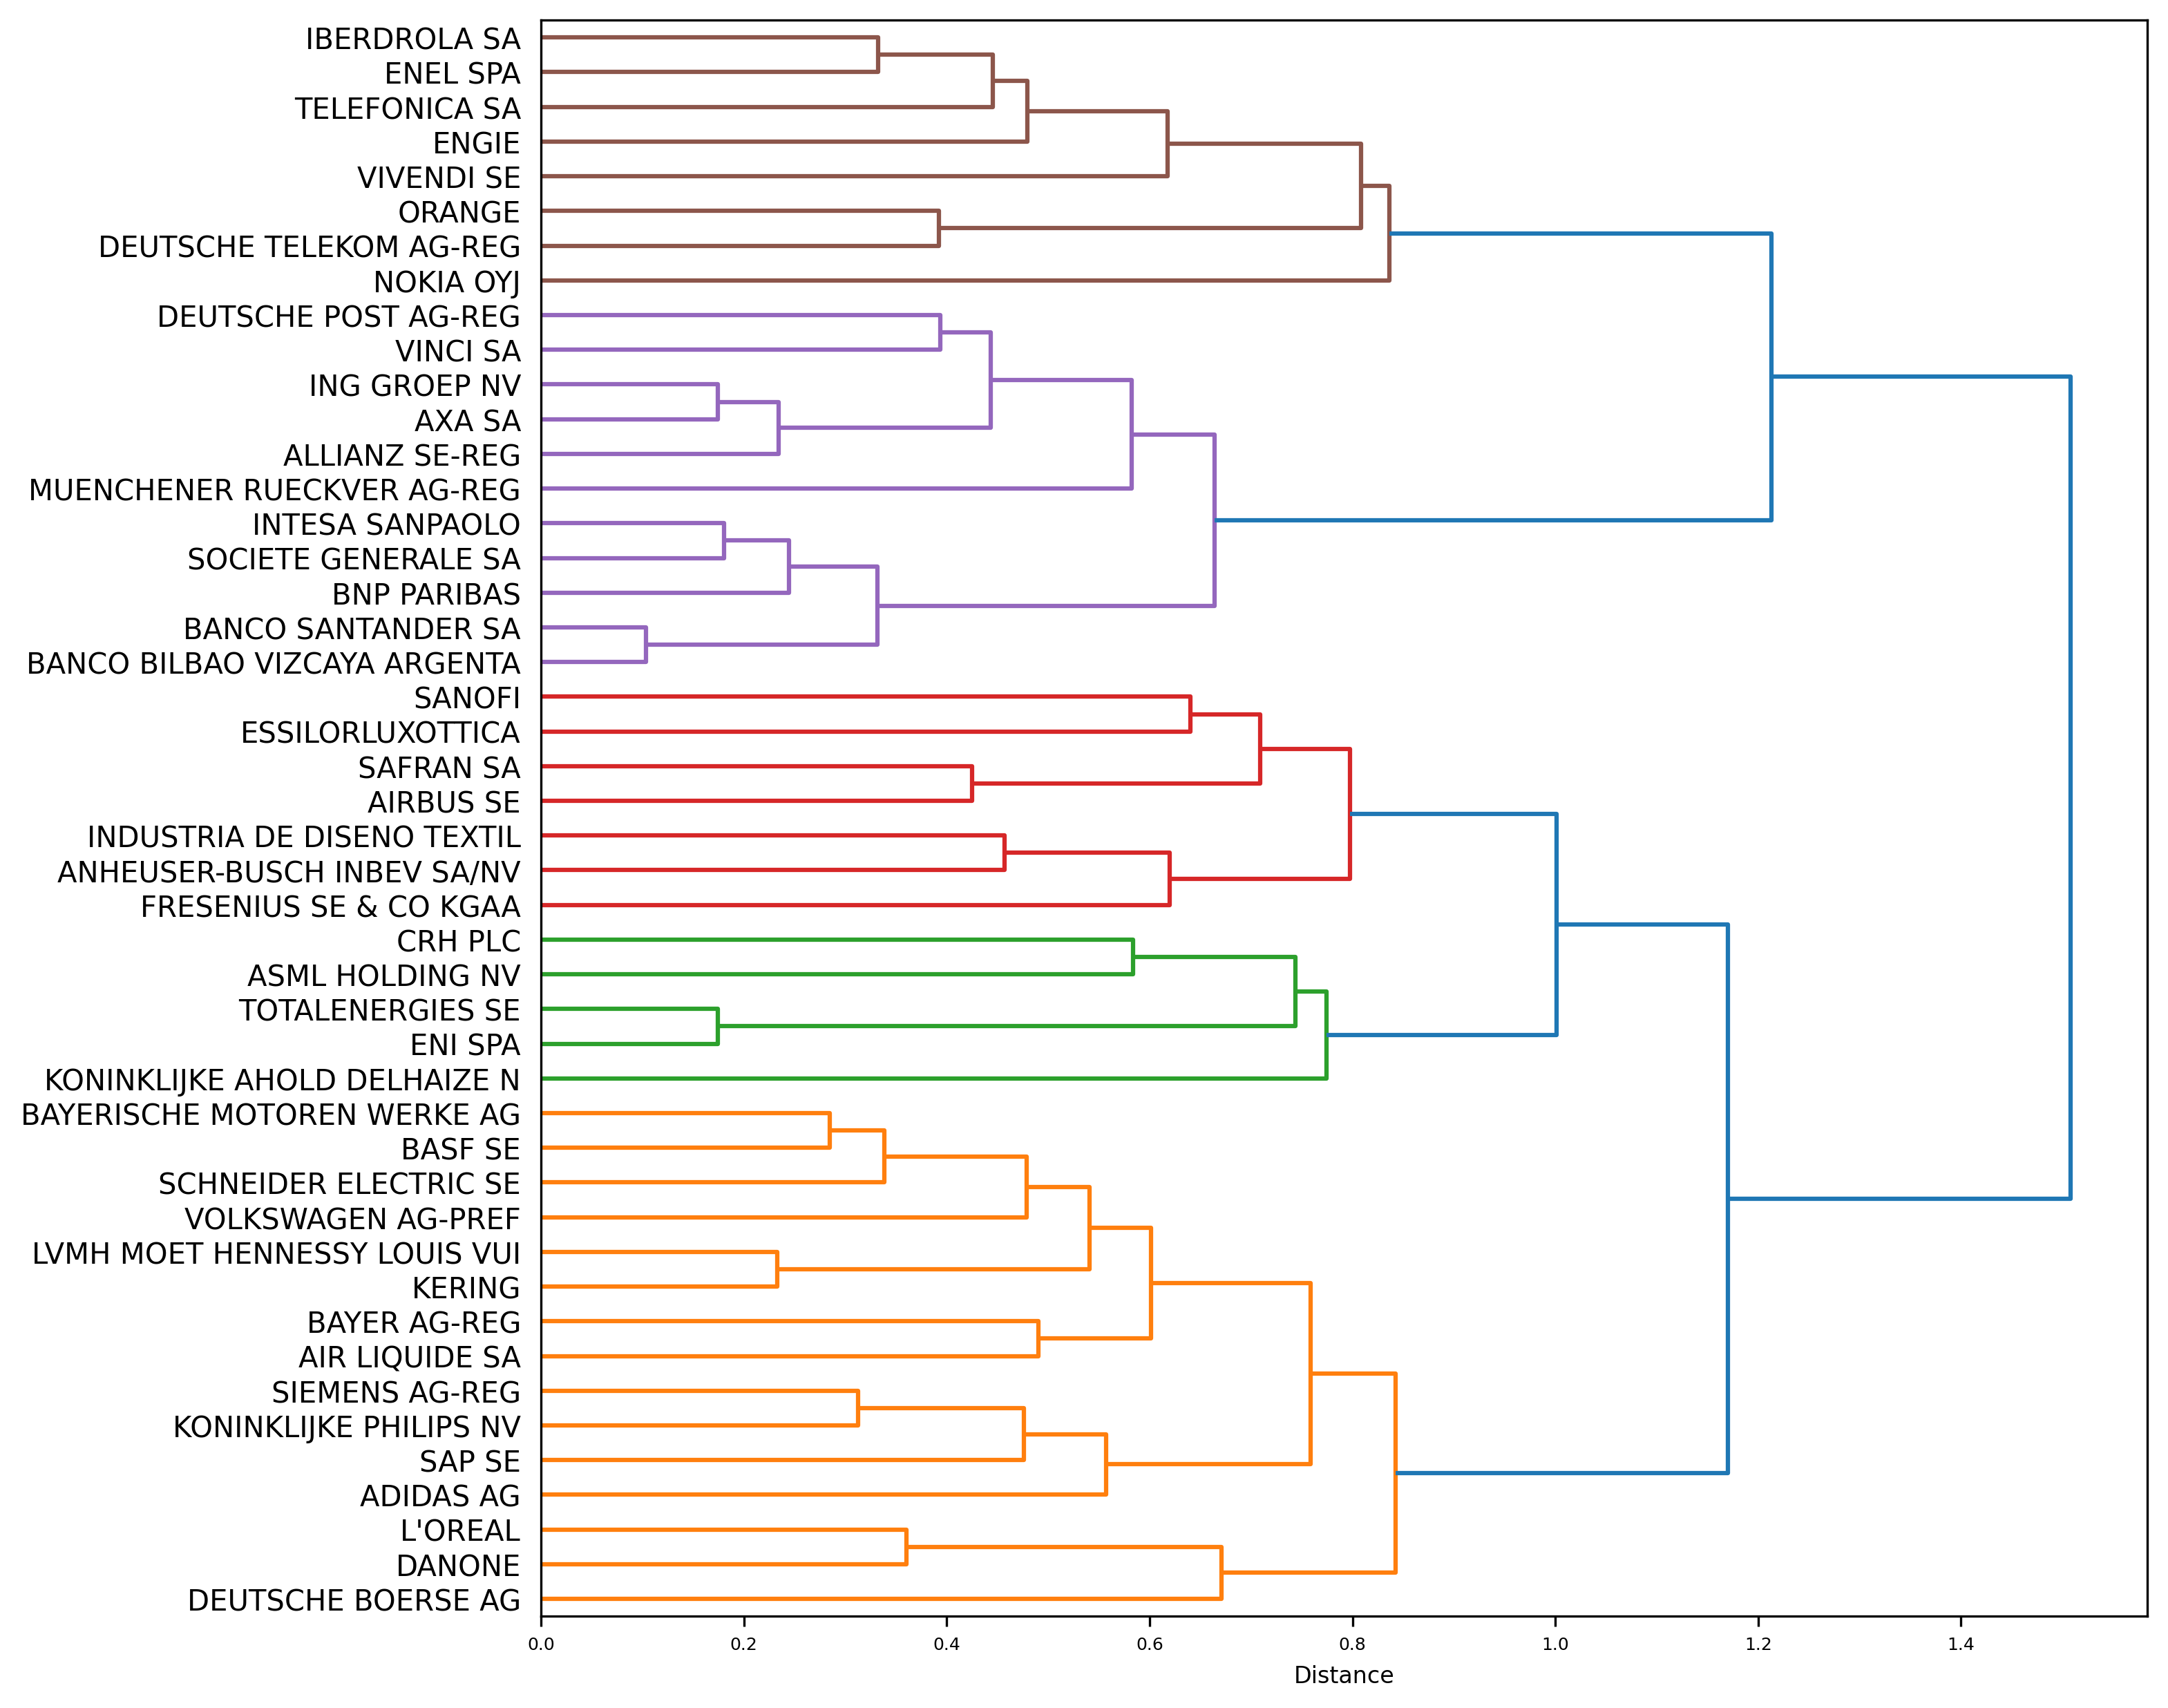 IBERDROLA SA
ENEL SPA
TELEFONICA SA
ENGIE
VIVENDI SE
ORANGE
DEUTSCHE TELEKOM AG-REG
NOKIA OYJ
DEUTSCHE POST AG-REG
VINCI SA
ING GROEP NV
AXA SA
ALLIANZ SE-REG
MUENCHENER RUECKVER AG-REG
INTESA SANPAOLO
SOCIETE GENERALE SA
BNP PARIBAS
BANCO SANTANDER SA
BANCO BILBAO VIZCAYA ARGENTA
SANOFI
ESSILORLUXOTTICA
SAFRAN SA
AIRBUS SE
INDUSTRIA DE DISENO TEXTIL
ANHEUSER-BUSCH INBEV SA/NV
FRESENIUS SE & CO KGAA
CRH PLC
ASML HOLDING NV
TOTALENERGIES SE
ENI SPA
KONINKLIJKE AHOLD DELHAIZE N
BAYERISCHE MOTOREN WERKE AG
BASF SE
SCHNEIDER ELECTRIC SE
VOLKSWAGEN AG-PREF
LVMH MOET HENNESSY LOUIS VUI
KERING
BAYER AG-REG
AIR LIQUIDE SA
SIEMENS AG-REG
KONINKLIJKE PHILIPS NV
SAP SE
ADIDAS AG
L'OREAL
DANONE
DEUTSCHE BOERSE AG
0.0 0.2 0.4 0.6 0.8 1.0 1.2 1.4
Distance